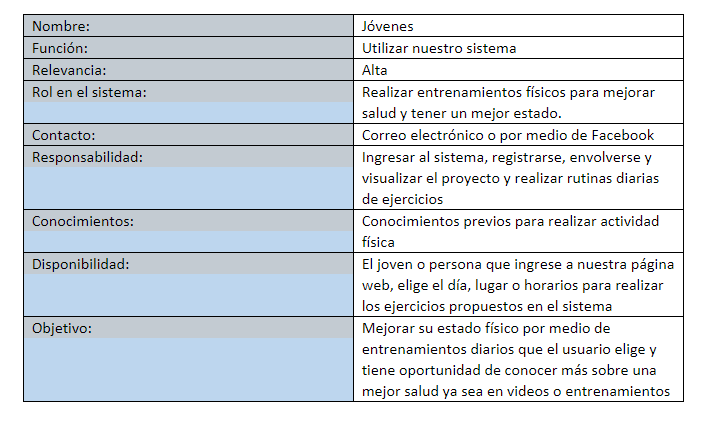 Nombre: Jóvenes
Función: Utilizar nuestro sistema
Relevancia: Alta
Rol en el sistema: Realizar entrenamientos físicos para mejorar
salud y tener un mejor estado.
Contacto: Correo electrónico o por medio de Facebook
Responsabilidad: Ingresar al sistema, registrarse, envolverse y
visualizar el proyecto y realizar rutinas diarias
de ejercicios
Conocimientos: Conocimientos previos para realizar actividad
física
Disponibilidad: El joven o persona que ingrese a nuestra página
web, elige el día, lugar o horarios para realizar
los ejercicios propuestos en el sistema
Objetivo: Mejorar su estado físico por medio de
entrenamientos diarios que el usuario elige y
tiene oportunidad de conocer más sobre una
mejor salud ya sea en videos o entrenamientos